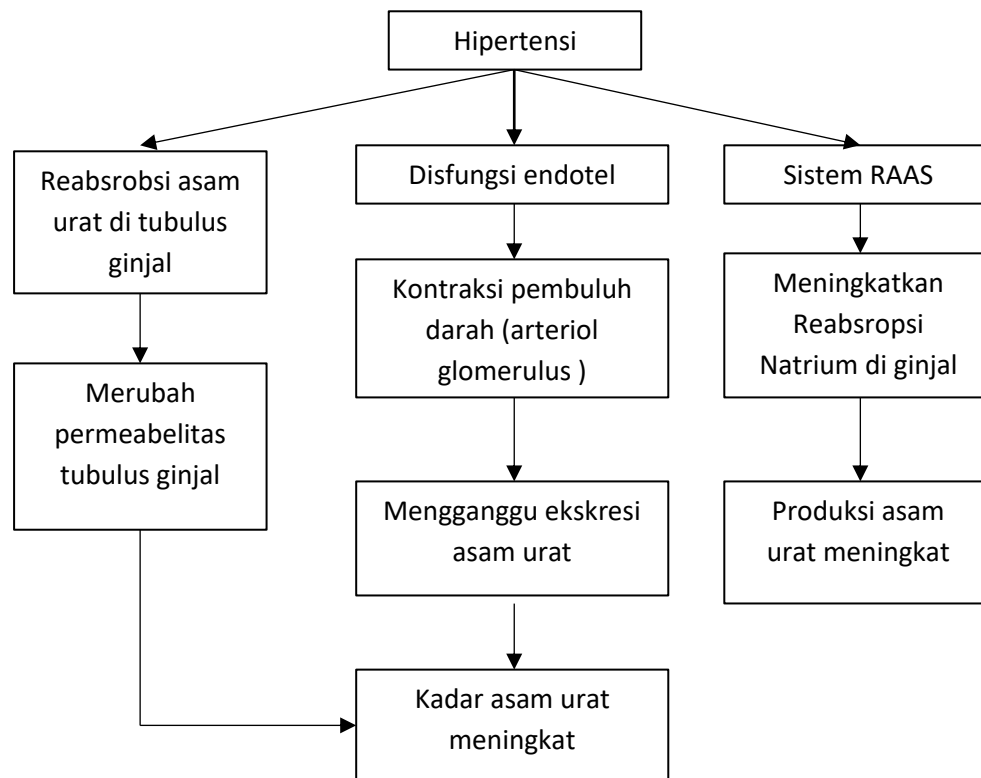 Hipertensi
Reabsrobsi asam
urat di tubulus
ginjal
Disfungsi endotel
Sistem RAAS
Kontraksi pembuluh
darah (arteriol
glomerulus )
Meningkatkan
Reabsropsi
Natrium di ginjal
Merubah
permeabelitas
tubulus ginjal
Mengganggu ekskresi
asam urat
Produksi asam
urat meningkat
Kadar asam urat
meningkat